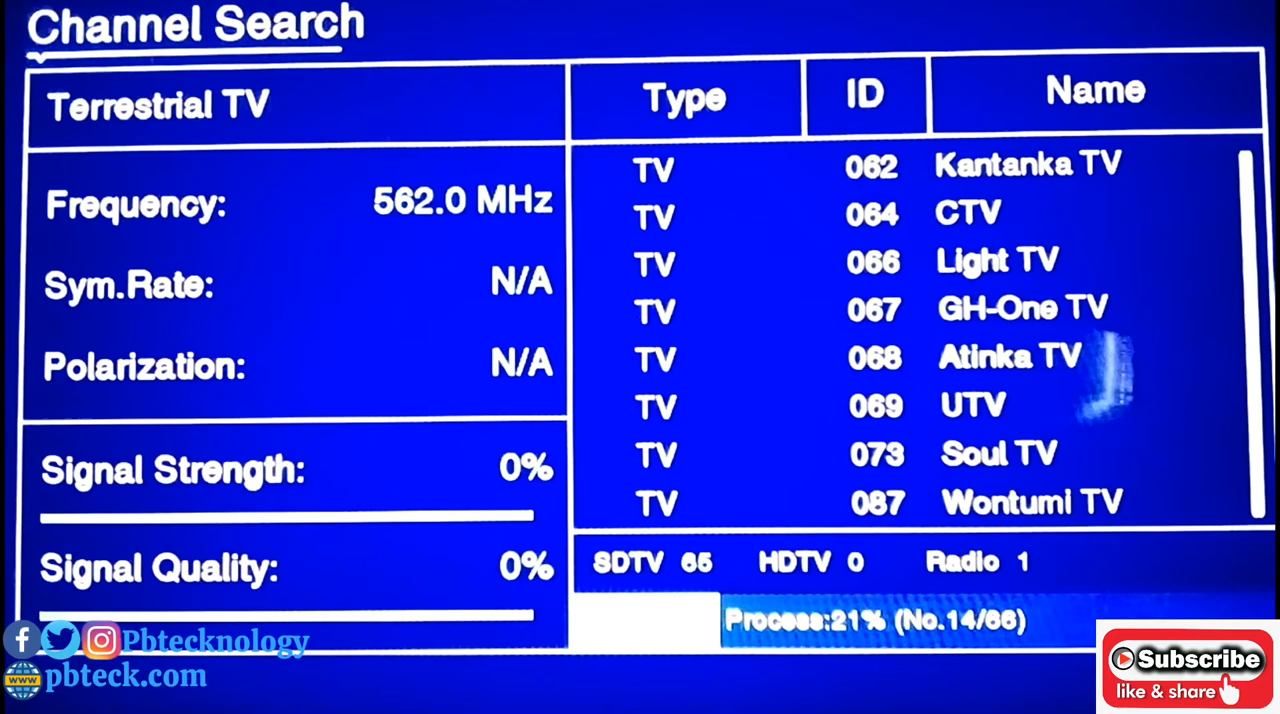 Channel Search
Terrestrial TV
Frequency: 562.0 MHz
Sym.Rate: N/A
Polarization: N/A
Signal Strength: 0%
Signal Quality: 0%
Type ID Name
TV 062 Kantanka TV
TV 064 CTV
TV 066 Light TV
TV 067 GH-One TV
TV 068 Atinka TV
TV 069 UTV
TV 073 Soul TV
TV 087 Wontumi TV
SDTV 65 HDTV 0 Radio 1
Process:21% (No.14/66)
Pbtecknology
www pbteck.com
Subscribe
like & share